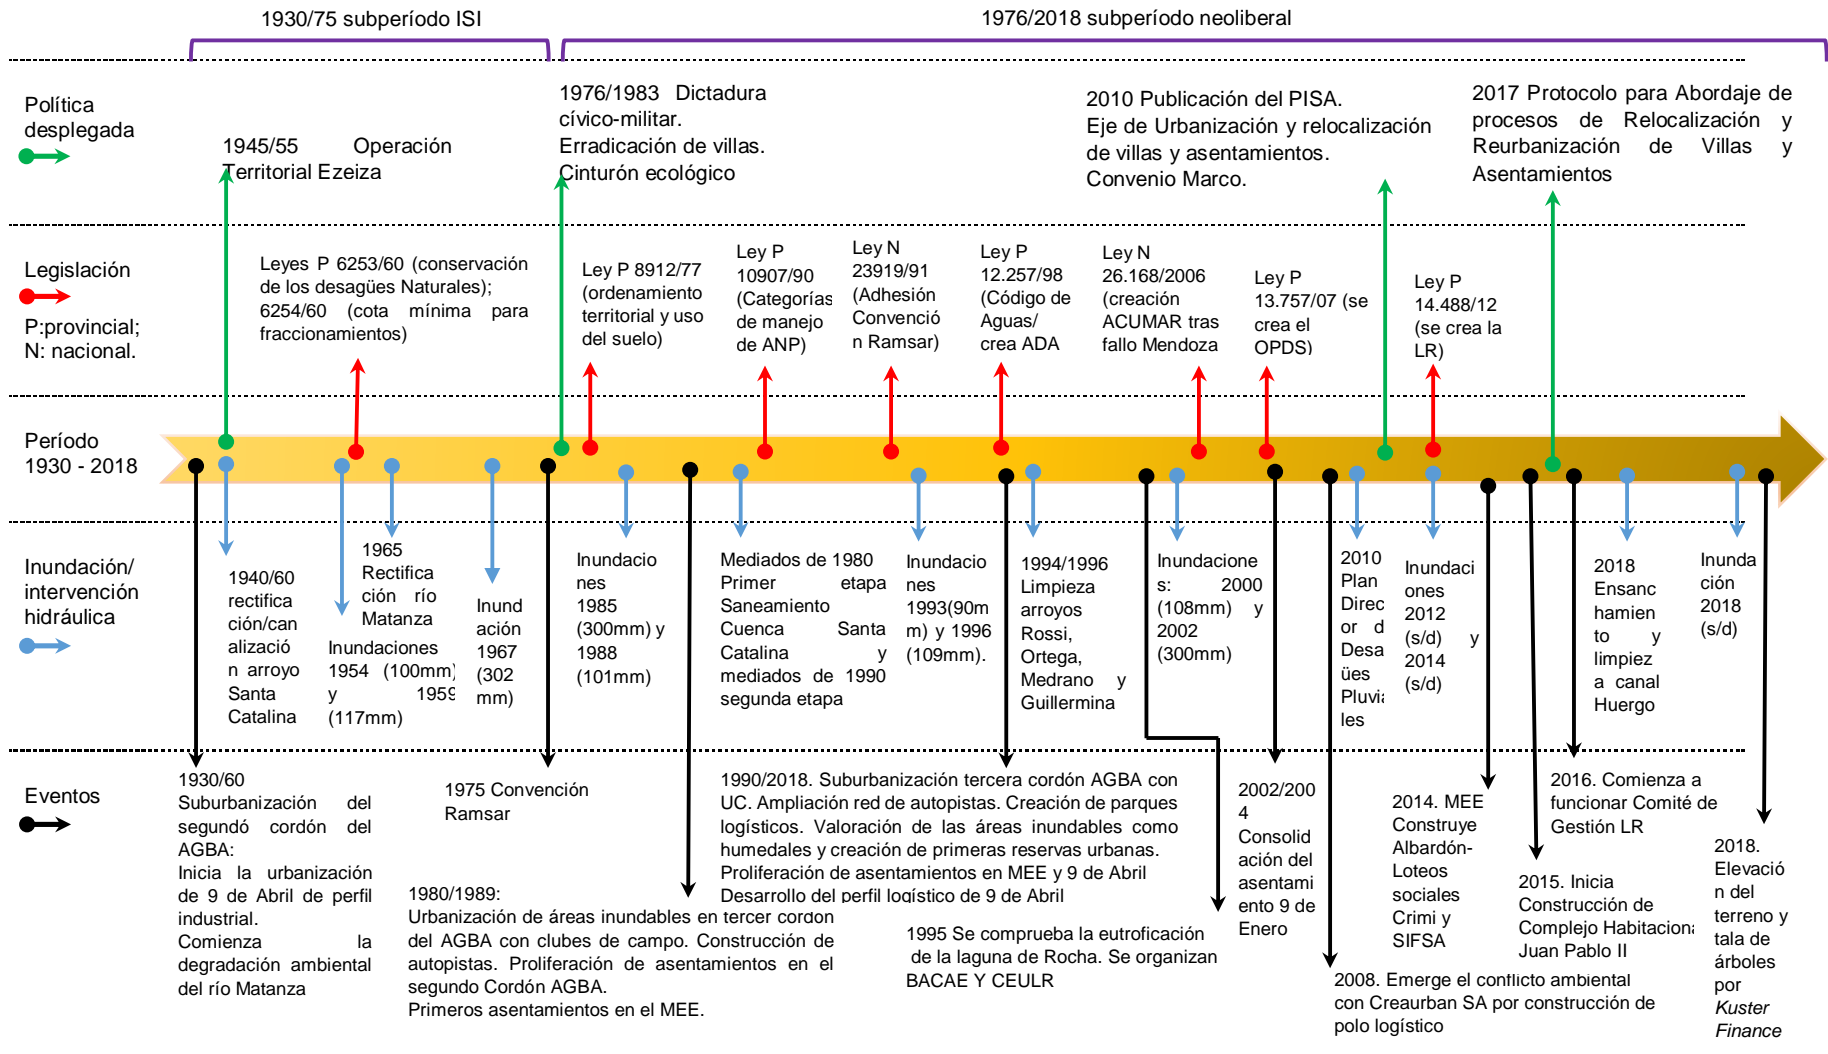 1930/75 subperíodo ISI
1976/2018 subperíodo neoliberal
Política
desplegada
1945/55 Operación
Territorial Ezeiza
1976/1983 Dictadura
cívico-militar.
Erradicación de villas.
Cinturón ecológico
2010 Publicación del PISA.
Eje de Urbanización y relocalización
de villas y asentamientos.
Convenio Marco.
2017 Protocolo para Abordaje de
procesos de Relocalización y
Reurbanización de Villas y
Asentamientos
Legislación
P:provincial;
N: nacional.
Leyes P 6253/60 (conservación
de los desagües Naturales);
6254/60 (cota mínima para
fraccionamientos)
Ley P 8912/77
(ordenamiento
territorial y uso
del suelo)
Ley P
10907/90
(Categorías
de manejo
de ANP)
Ley N
23919/91
(Adhesión
Convenció
n Ramsar)
Ley P
12.257/98
(Código de
Aguas/
crea ADA
Ley N
26.168/2006
(creación
ACUMAR tras
fallo Mendoza
Ley P
13.757/07 (se
crea el
OPDS)
Ley P
14.488/12
(se crea la
LR)
Período
1930 - 2018
Inundación/
intervención
hidráulica
1940/60
rectifica
ción/can
alizació
n arroyo
Santa
Catalina
Inundaciones
1954 (100mm)
y 1959
(117mm)
1965
Rectifica
ción río
Matanza
Inund
ación
1967
(302
mm)
Inundacio
nes
1985
(300mm) y
1988
(101mm)
Mediados de 1980
Primer etapa
Saneamiento
Cuenca Santa
Catalina y
mediados de 1990
segunda etapa
Inundacio
nes
1993(90m
m) y 1996
(109mm).
1994/1996
Limpieza
arroyos
Rossi,
Ortega,
Medrano y
Guillermina
Inundacione
s: 2000
(108mm) y
2002
(300mm)
2010
Plan
Direc
or d
Desa
ües
Pluvia
les
Inundaci
ones
2012
(s/d) y
2014
(s/d)
2018
Ensanc
hamien
to y
limpiez
a canal
Huergo
Inunda
ción
2018
(s/d)
Eventos
1930/60
Suburbanización del
segundó cordón del
AGBA:
Inicia la urbanización
de 9 de Abril de perfil
industrial.
Comienza la
degradación ambiental
del río Matanza
1975 Convención
Ramsar
1980/1989:
Urbanización de áreas inundables en tercer cordón
del AGBA con clubes de campo. Construcción de
autopistas. Proliferación de asentamientos en el
segundo Cordón AGBA.
Primeros asentamientos en el MEE.
1990/2018. Suburbanización tercera cordón AGBA con
UC. Ampliación red de autopistas. Creación de parques
logísticos. Valoración de las áreas inundables como
humedales y creación de primeras reservas urbanas.
Proliferación de asentamientos en MEE y 9 de Abril
Desarrollo del perfil logístico de 9 de Abril
1995 Se comprueba la eutroficación
de la laguna de Rocha. Se organizan
BACAE Y CEULR
2002/200
4
Consolid
ación del
asentami
ento 9 de
Enero
2008. Emerge el conflicto ambiental
con Creaurban SA por construcción de
polo logístico
2014. MEE
Construye
Albardón-
Loteos
sociales
Crimi y
SIFSA
2015. Inicia
Construcción de
Complejo Habitaciona
Juan Pablo II
2016. Comienza a
funcionar Comité de
Gestión LR
2018.
Elevació
n del
terreno y
tala de
árboles
por
Kuster
Finance